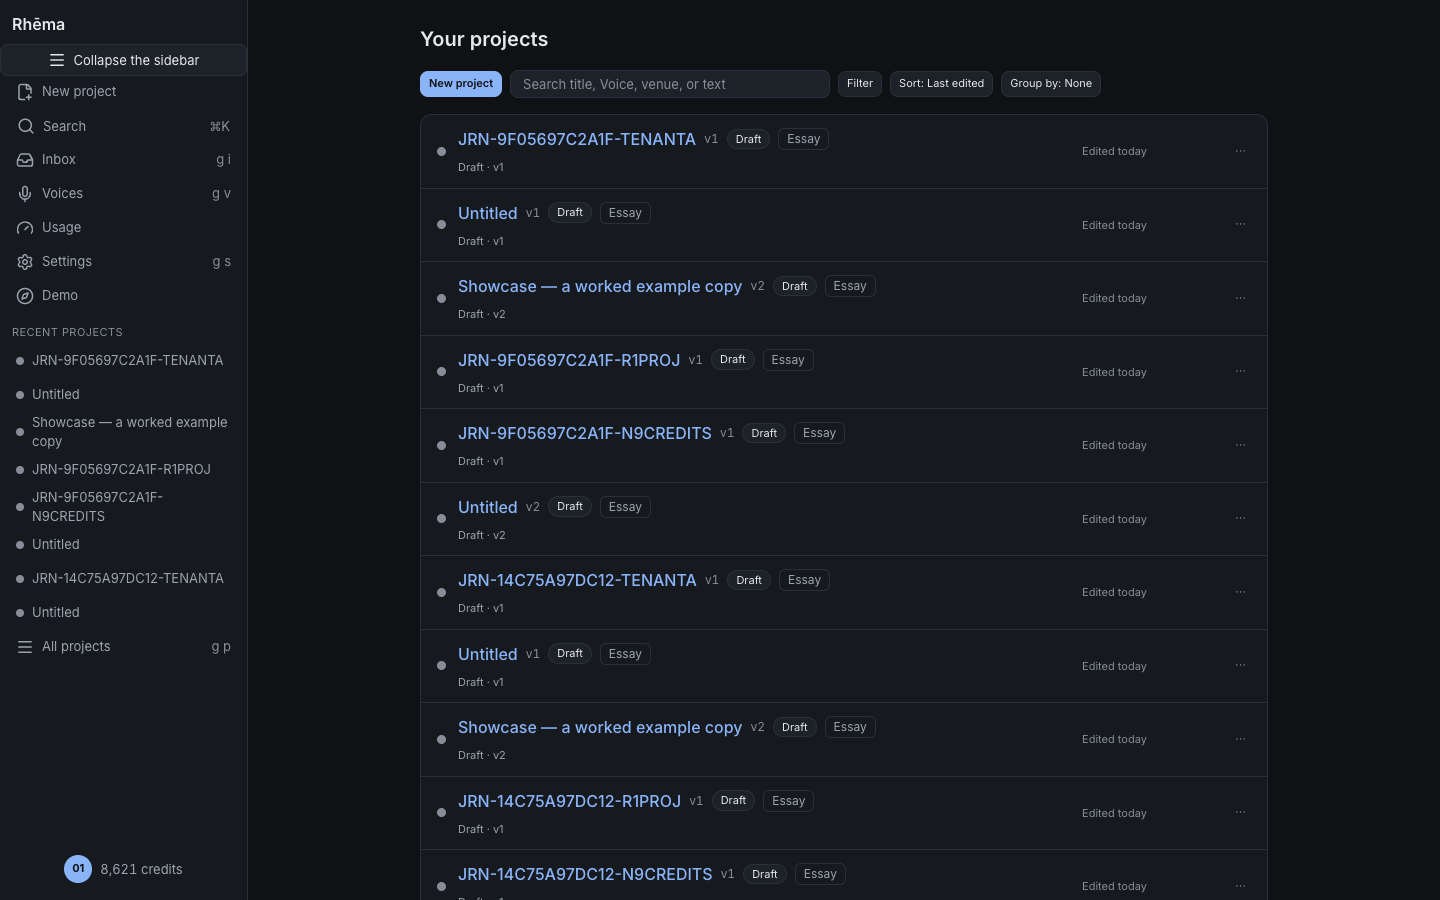 Rhēma
Collapse the sidebar
New project
Search ⌘K
Inbox g i
Voices g v
Usage
Settings g s
Demo
RECENT PROJECTS
JRN-9F05697C2A1F-TENANTA
Untitled
Showcase — a worked example
copy
JRN-9F05697C2A1F-R1PROJ
JRN-9F05697C2A1F-
N9CREDITS
Untitled
JRN-14C75A97DC12-TENANTA
Untitled
All projects g p
01 8,621 credits
Your projects
New project Search title, Voice, venue, or text Filter Sort: Last edited Group by: None
JRN-9F05697C2A1F-TENANTA v1 Draft Essay
Draft · v1
Edited today ...
Untitled v1 Draft Essay
Draft · v1
Edited today ...
Showcase — a worked example copy v2 Draft Essay
Draft · v2
Edited today ...
JRN-9F05697C2A1F-R1PROJ v1 Draft Essay
Draft · v1
Edited today ...
JRN-9F05697C2A1F-N9CREDITS v1 Draft Essay
Draft · v1
Edited today ...
Untitled v2 Draft Essay
Draft · v2
Edited today ...
JRN-14C75A97DC12-TENANTA v1 Draft Essay
Draft · v1
Edited today ...
Untitled v1 Draft Essay
Draft · v1
Edited today ...
Showcase — a worked example copy v2 Draft Essay
Draft · v2
Edited today ...
JRN-14C75A97DC12-R1PROJ v1 Draft Essay
Draft · v1
Edited today ...
JRN-14C75A97DC12-N9CREDITS v1 Draft Essay
Edited today ...